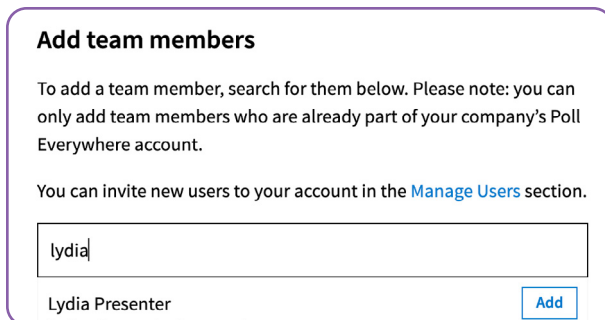 Add team members
To add a team member, search for them below. Please note: you can
only add team members who are already part of your company’s Poll
Everywhere account.
You can invite new users to your account in the Manage Users section.
lydia
Lydia Presenter Add